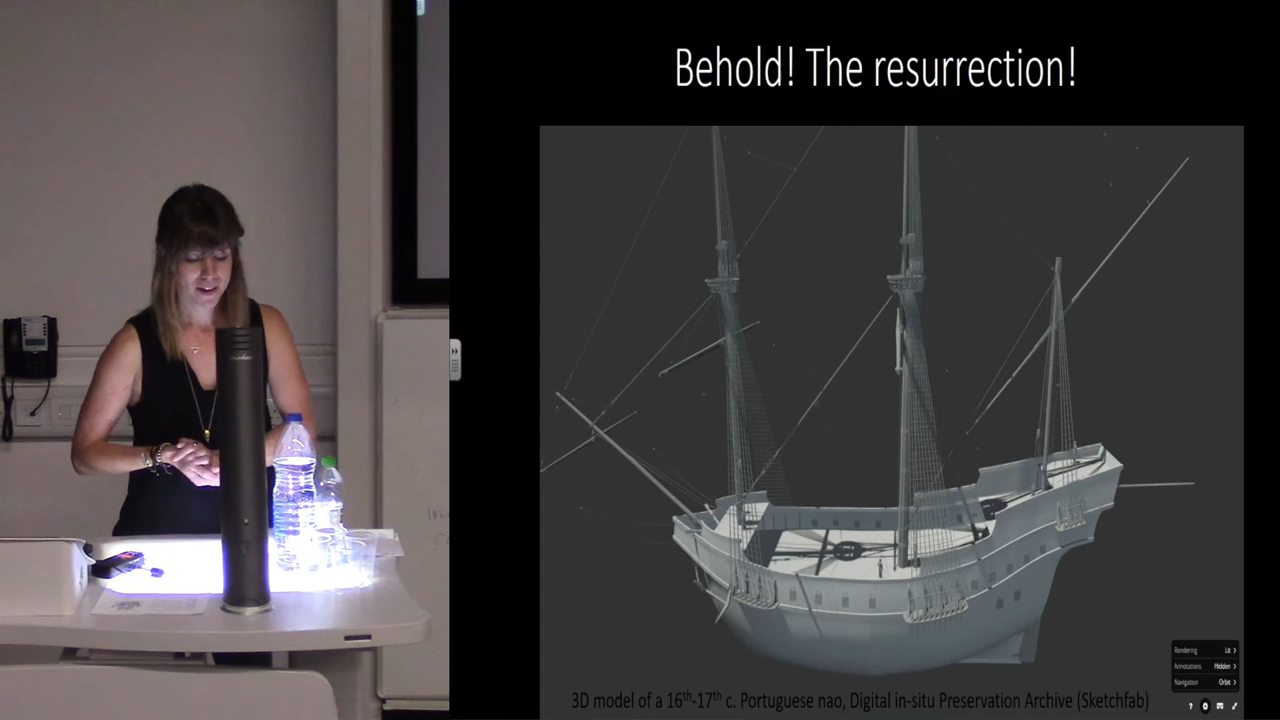 Behold! The resurrection!
Rendering Lit
Annotations Hidden
Navigation Orbit
?
3D model of a 16th-17th c. Portuguese nao, Digital in-situ Preservation Archive (Sketchfab)